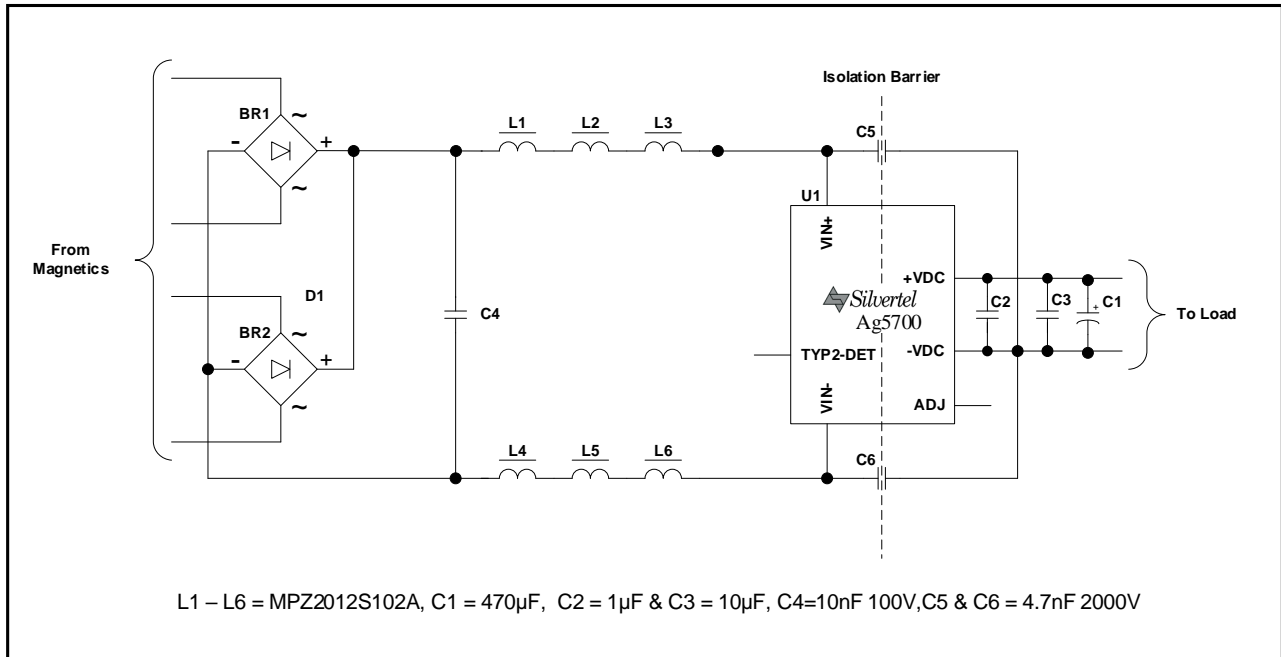 Isolation Barrier
BR1
~
L1
L2
L3
C5
-
+
~
U1
VIN+
From
Magnetics
D1
+VDC
C2
C3
C1
+
To Load
Silvertel
Ag5700
C4
BR2
~
-
+
TYP2-DET
-VDC
VIN-
ADJ
~
L4
L5
L6
C6
L1 – L6 = MPZ2012S102A, C1 = 470µF, C2 = 1µF & C3 = 10µF, C4=10nF 100V,C5 & C6 = 4.7nF 2000V